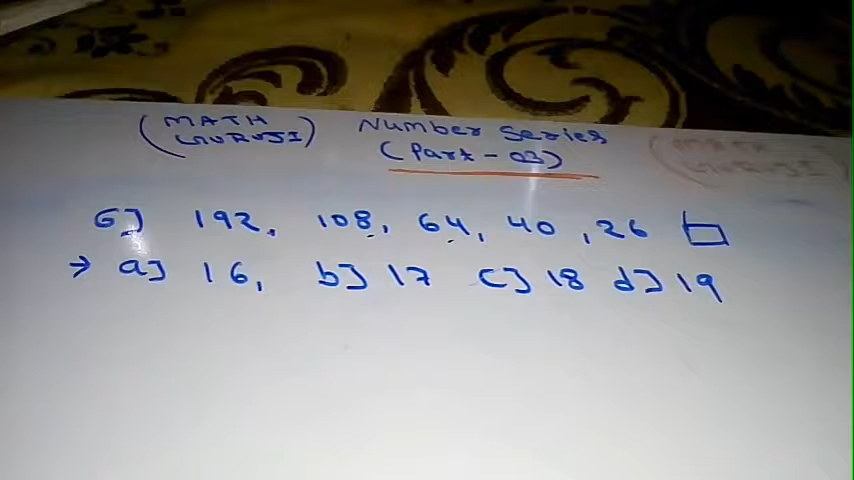 (MATH GURUJI) Number Series
(Part - 03)
6] 192, 108, 64, 40, 26
→ a] 16, b] 17 c] 18 d] 19